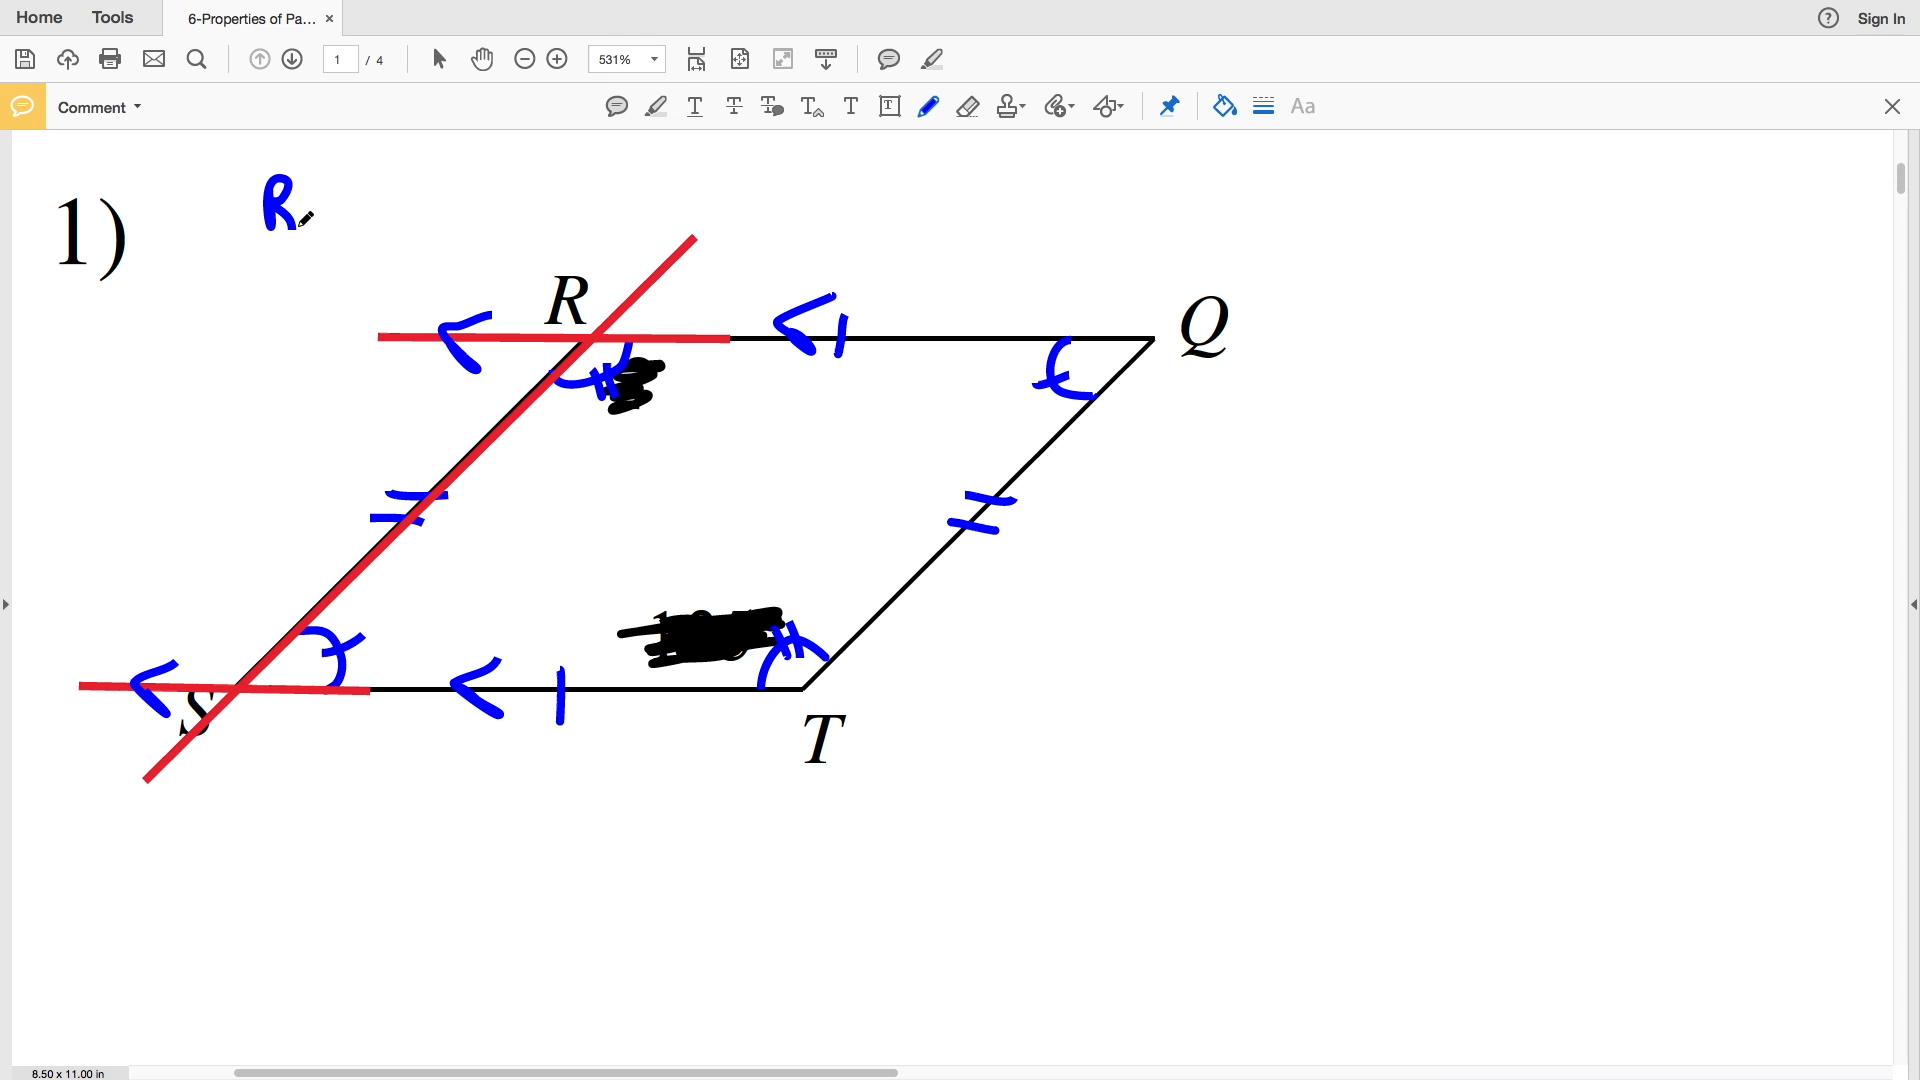 Home Tools 6-Properties of Pa... × ? Sign In
1 / 4 531%
Comment T T T T T T Aa
1) R
R Q
S T
8.50 x 11.00 in